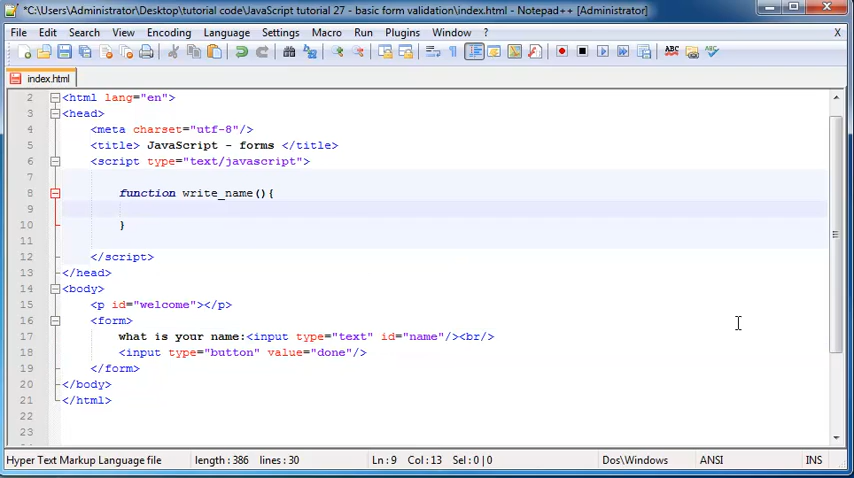 *C:\Users\Administrator\Desktop\tutorial code\JavaScript tutorial 27 - basic form validation\index.html - Notepad++ [Administrator]
File Edit Search View Encoding Language Settings Macro Run Plugins Window ? X
index.html
2 <html lang="en">
3 <head>
4 <meta charset="utf-8"/>
5 <title> JavaScript - forms </title>
6 <script type="text/javascript">
7
8 function write_name(){
9
10 }
11
12 </script>
13 </head>
14 <body>
15 <p id="welcome"></p>
16 <form>
17 what is your name:<input type="text" id="name"/><br/>
18 <input type="button" value="done"/>
19 </form>
20 </body>
21 </html>
22
23
Hyper Text Markup Language file length : 386 lines : 30 Ln : 9 Col : 13 Sel : 0 | 0 Dos\Windows ANSI INS